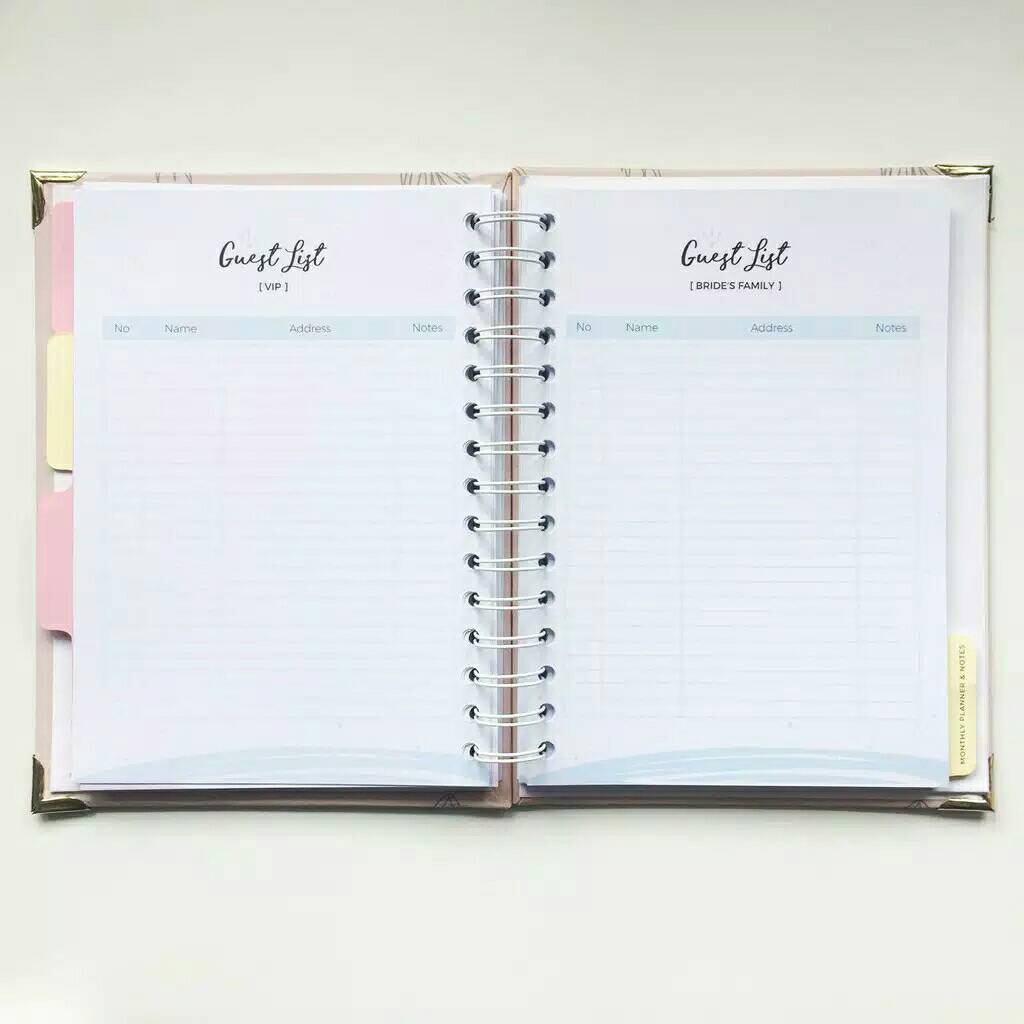 Guest List
[ VIP ]
No Name Address Notes
Guest List
[ BRIDE'S FAMILY ]
No Name Address Notes
MONTHLY PLANNER & NOTES